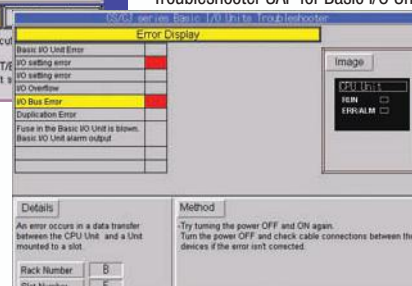 Troubleshooter SAP for Basic I/O Un
CS/CJ series Basic I/O Units Troubleshooter
Error Display
Basic I/O Unit Error
I/O setting error
I/O setting error
I/O Overflow
I/O Bus Error
Duplication Error
Fuse in the Basic I/O Unit is blown.
Basic I/O Unit alarm output
Image
CPU Unit
RUN
ERR/ALM
Details
An error occurs in a data transfer
between the CPU Unit and a Unit
mounted to a slot.
Rack Number B
Slot Number
Method
-Try turning the power OFF and ON again.
Turn the power OFF and check cable connections between the
devices if the error isn't corrected.